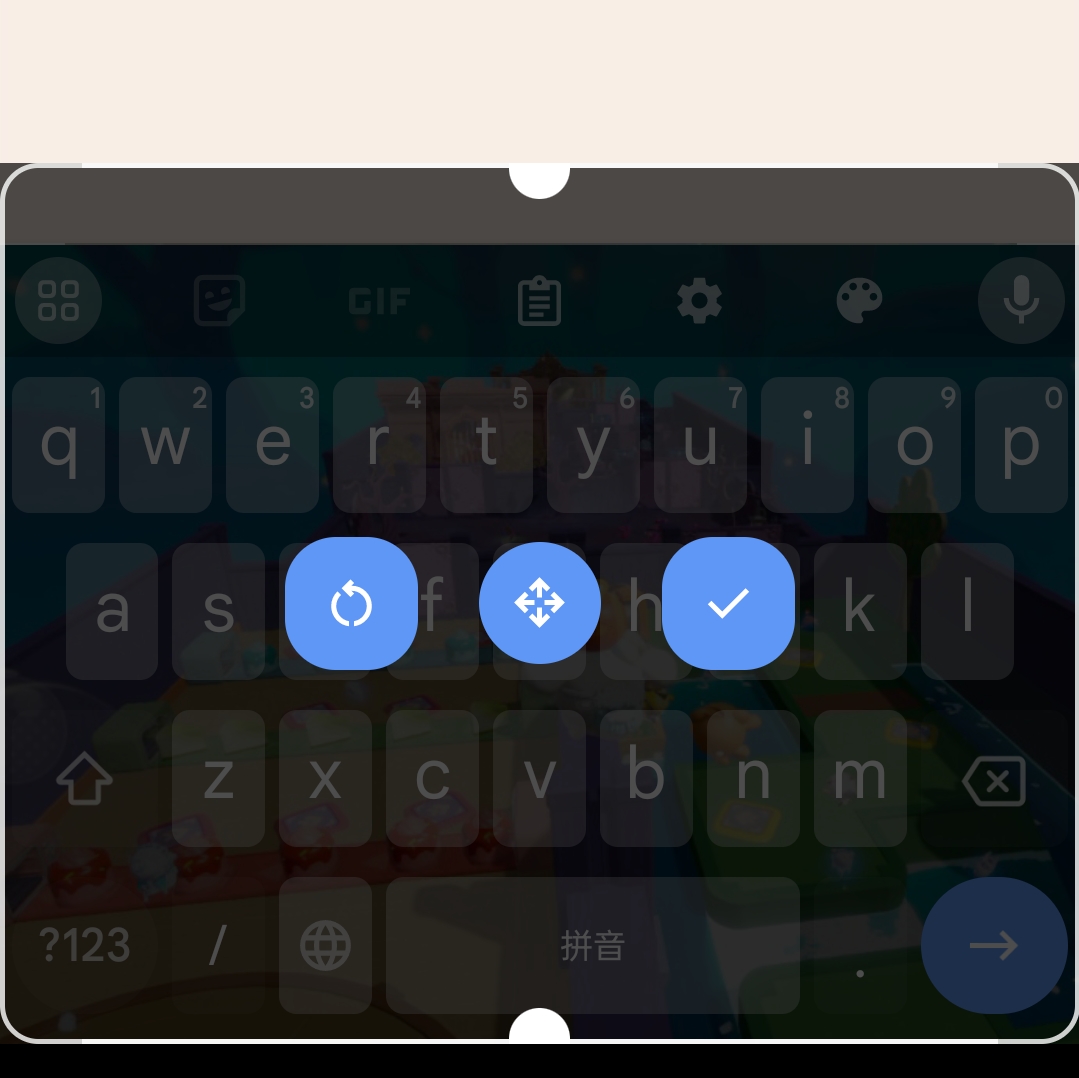 GIF
1 2 3 4 5 6 7 8 9 0
q w e r t y u i o p
a s f h k l
z x c v b n m
?123 / 拼音 .